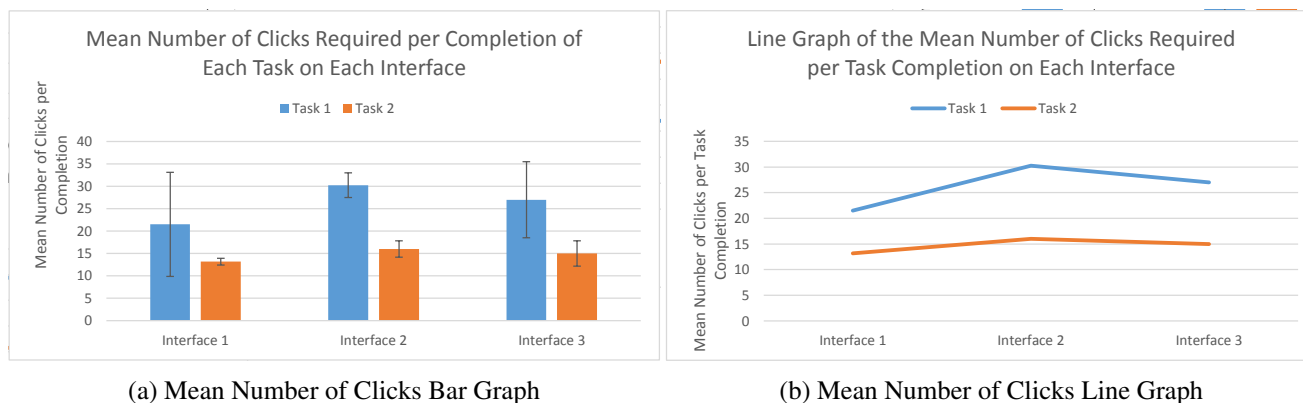 Mean Number of Clicks Required per Completion of
Each Task on Each Interface
Task 1 Task 2
Mean Number of Clicks per
Completion
40
35
30
25
20
15
10
5
0
Interface 1 Interface 2 Interface 3
(a) Mean Number of Clicks Bar Graph
Line Graph of the Mean Number of Clicks Required
per Task Completion on Each Interface
Task 1 Task 2
Mean Number of Clicks per Task
Completion
35
30
25
20
15
10
5
0
Interface 1 Interface 2 Interface 3
(b) Mean Number of Clicks Line Graph